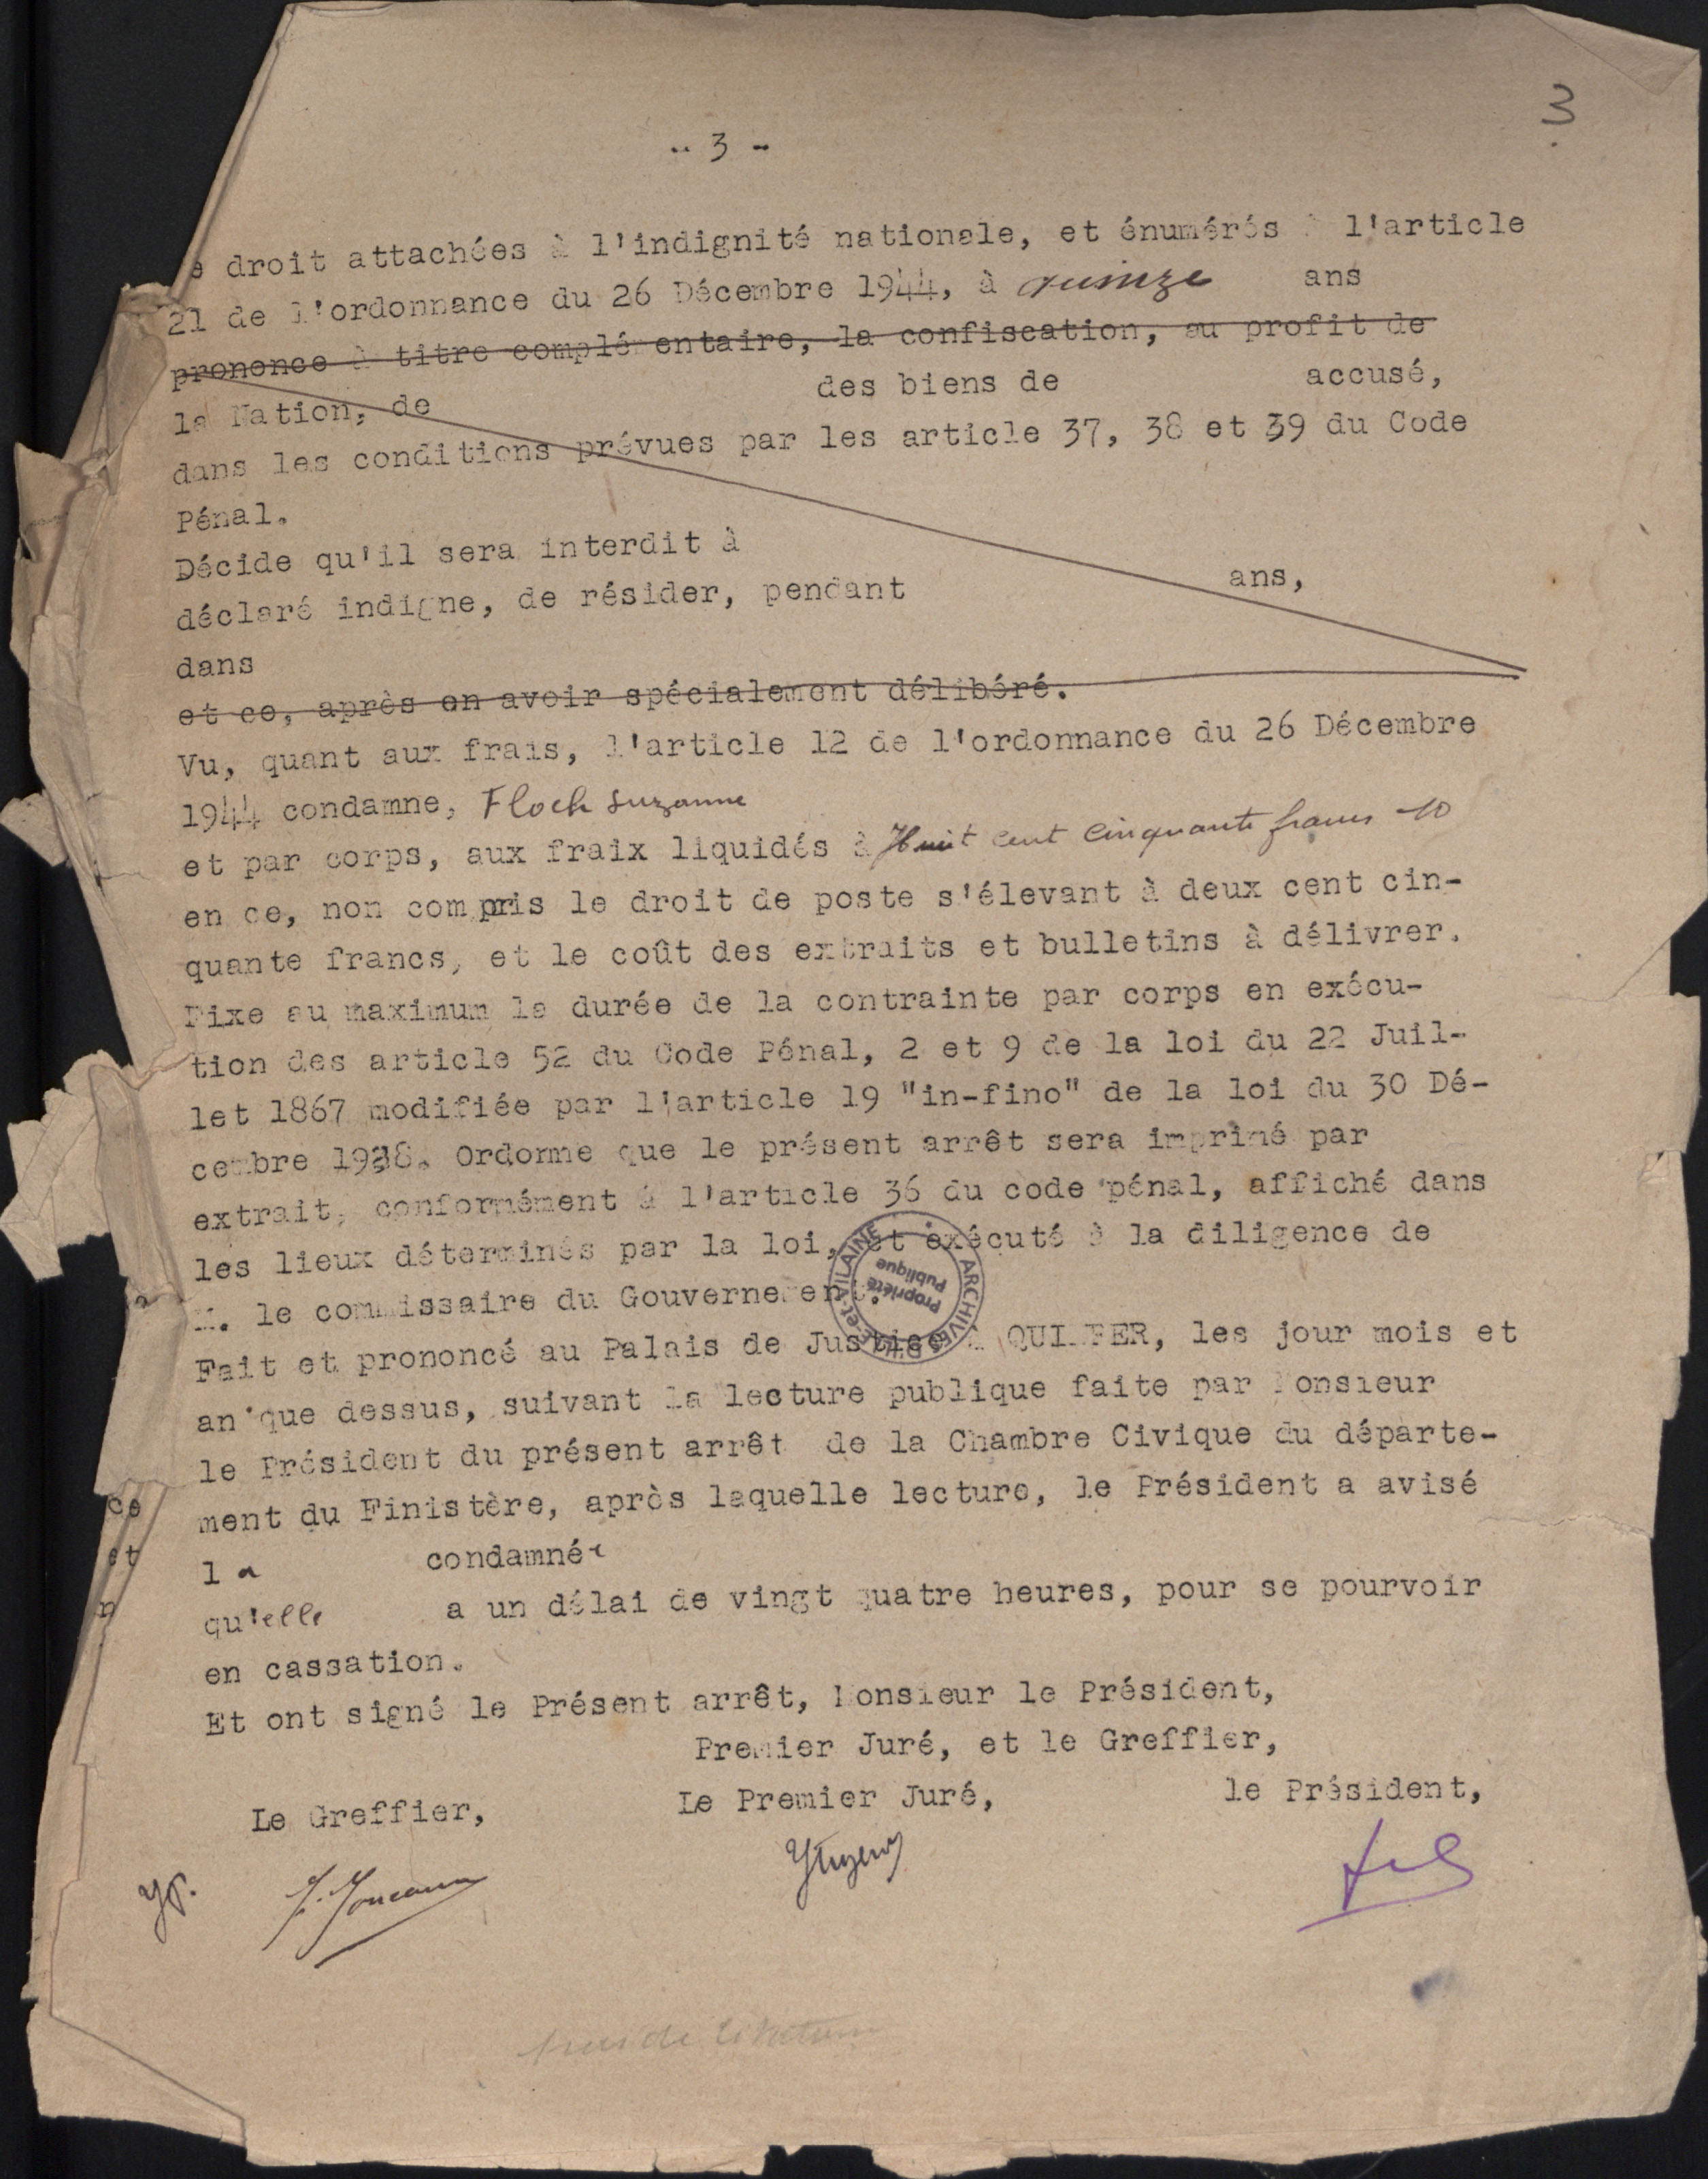 3
- 3 -
e droit attachées à l'indignité nationale, et énumérés à l'article
21 de l'ordonnance du 26 Décembre 1944, à quinze ans
prononce à titre complémentaire, la confiscation, au profit de
la Nation, de des biens de accusé,
dans les conditions prévues par les article 37, 38 et 39 du Code
Pénal.
Décide qu'il sera interdit à
déclaré indigne, de résider, pendant ans,
dans
et ce, après en avoir spécialement délibéré.
Vu, quant aux frais, l'article 12 de l'ordonnance du 26 Décembre
1944 condamne, Floch Suzanne
et par corps, aux fraix liquidés à Huit cent cinquante francs 10
en ce, non compris le droit de poste s'élevant à deux cent cin-
quante francs, et le coût des extraits et bulletins à délivrer.
Fixe au maximum la durée de la contrainte par corps en exécu-
tion des article 52 du Code Pénal, 2 et 9 de la loi du 22 Juil-
let 1867 modifiée par l'article 19 "in-fino" de la loi du 30 Dé-
cembre 1938. Ordonne que le présent arrêt sera imprimé par
extrait, conformément à l'article 36 du code pénal, affiché dans
les lieux déterminés par la loi, et exécuté à la diligence de
M. le commissaire du Gouvernement.
ARCHIVES D'ILLE-et-VILAINE
Propriété
Publique
Fait et prononcé au Palais de Justice à QUIMPER, les jour mois et
an que dessus, suivant la lecture publique faite par Monsieur
le Président du présent arrêt de la Chambre Civique du départe-
ment du Finistère, après laquelle lecture, le Président a avisé
la condamnée
qu'elle a un délai de vingt quatre heures, pour se pourvoir
en cassation.
Et ont signé le Présent arrêt, Monsieur le Président,
Premier Juré, et le Greffier,
Le Greffier, Le Premier Juré, le Président,
ce
et
n